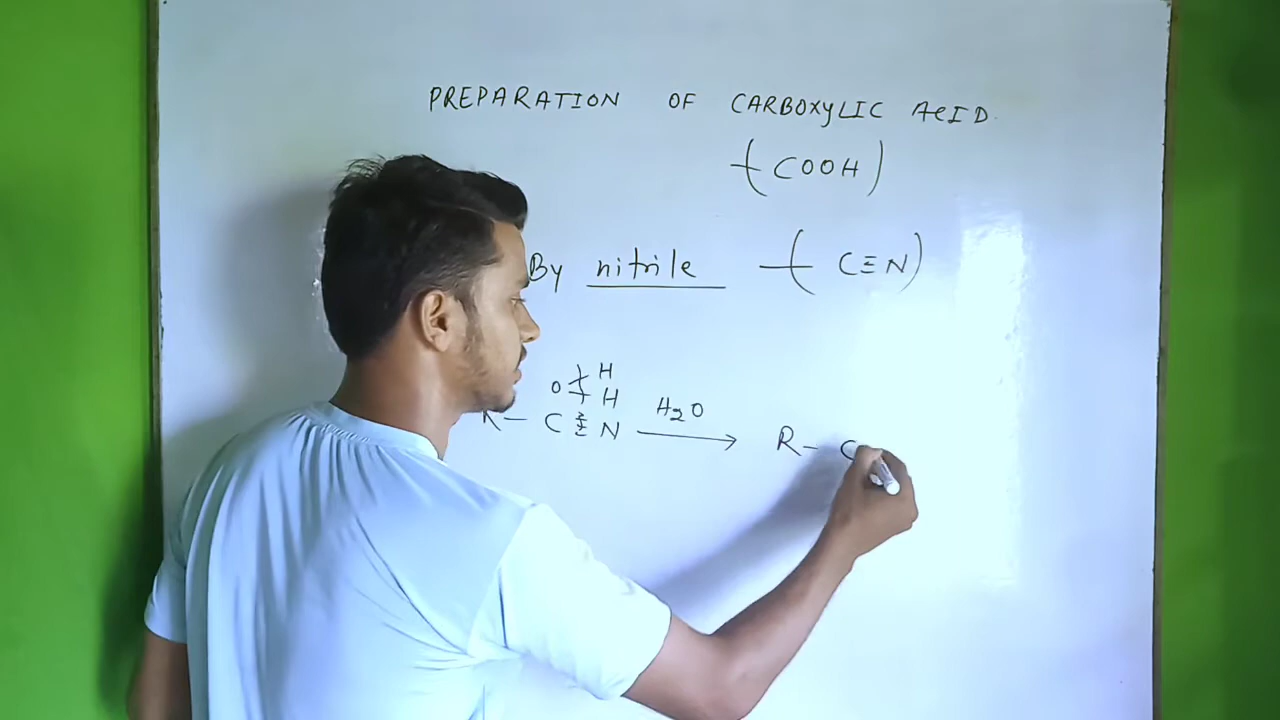 PREPARATION OF CARBOXYLIC ACID.
(COOH)
By nitrile (C≡N)
O H
H
R - C ≡ N H2O → R - C